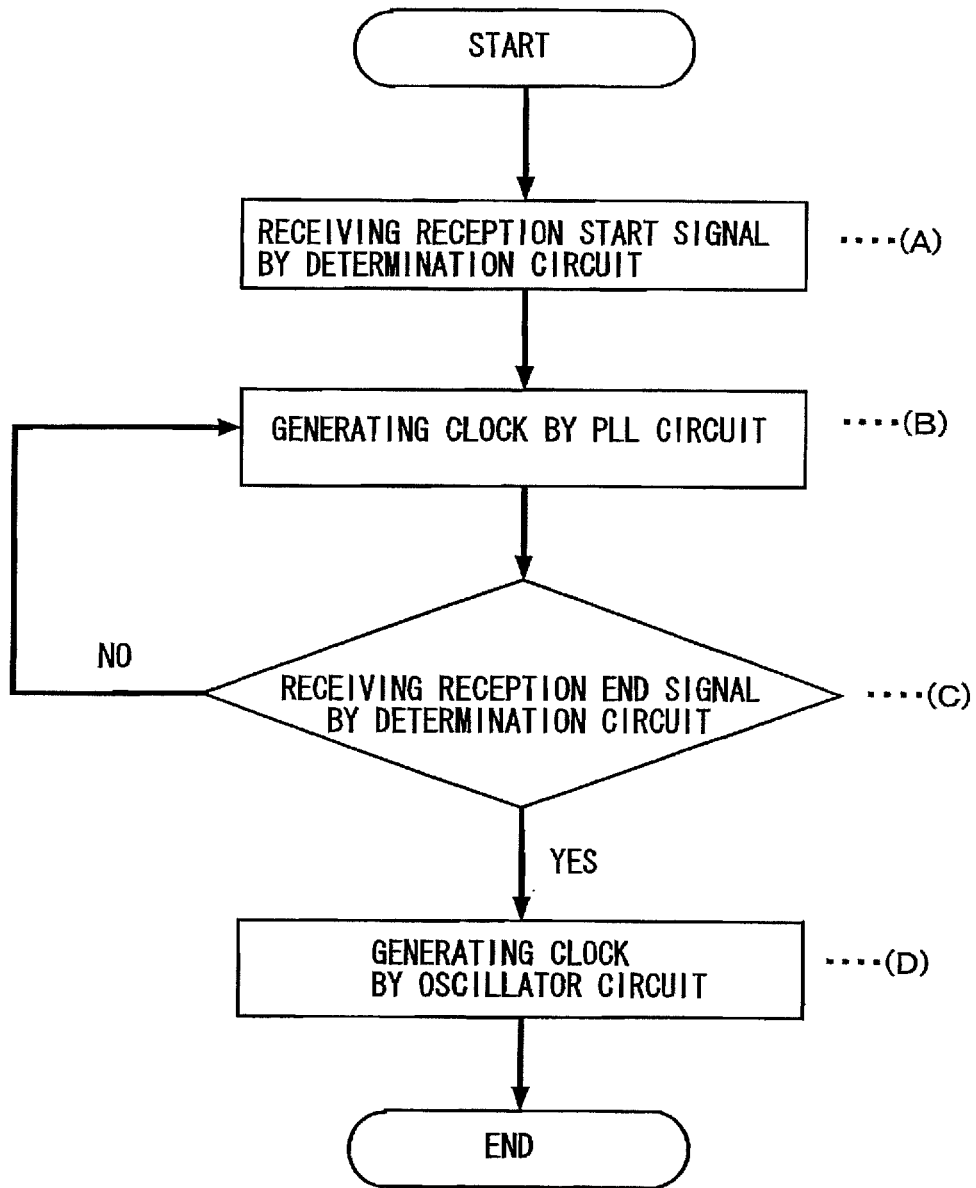 START
RECEIVING RECEPTION START SIGNAL
BY DETERMINATION CIRCUIT
····(A)
GENERATING CLOCK BY PLL CIRCUIT
····(B)
NO
RECEIVING RECEPTION END SIGNAL
BY DETERMINATION CIRCUIT
····(C)
YES
GENERATING CLOCK
BY OSCILLATOR CIRCUIT
····(D)
END